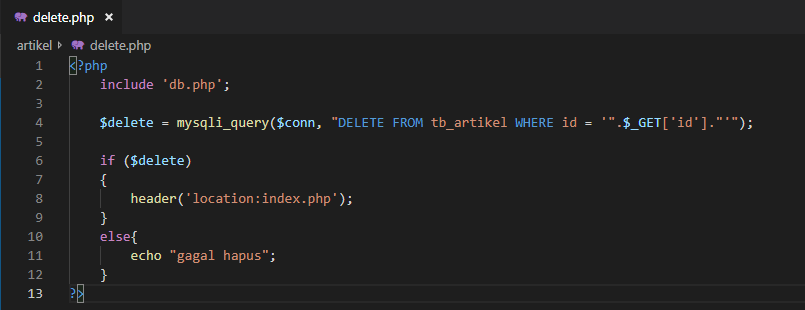 delete.php ×
artikel > delete.php
1 <?php
2 include 'db.php';
3
4 $delete = mysqli_query($conn, "DELETE FROM tb_artikel WHERE id = '".$_GET['id']."'");
5
6 if ($delete)
7 {
8 header('location:index.php');
9 }
10 else{
11 echo "gagal hapus";
12 }
13 ?>